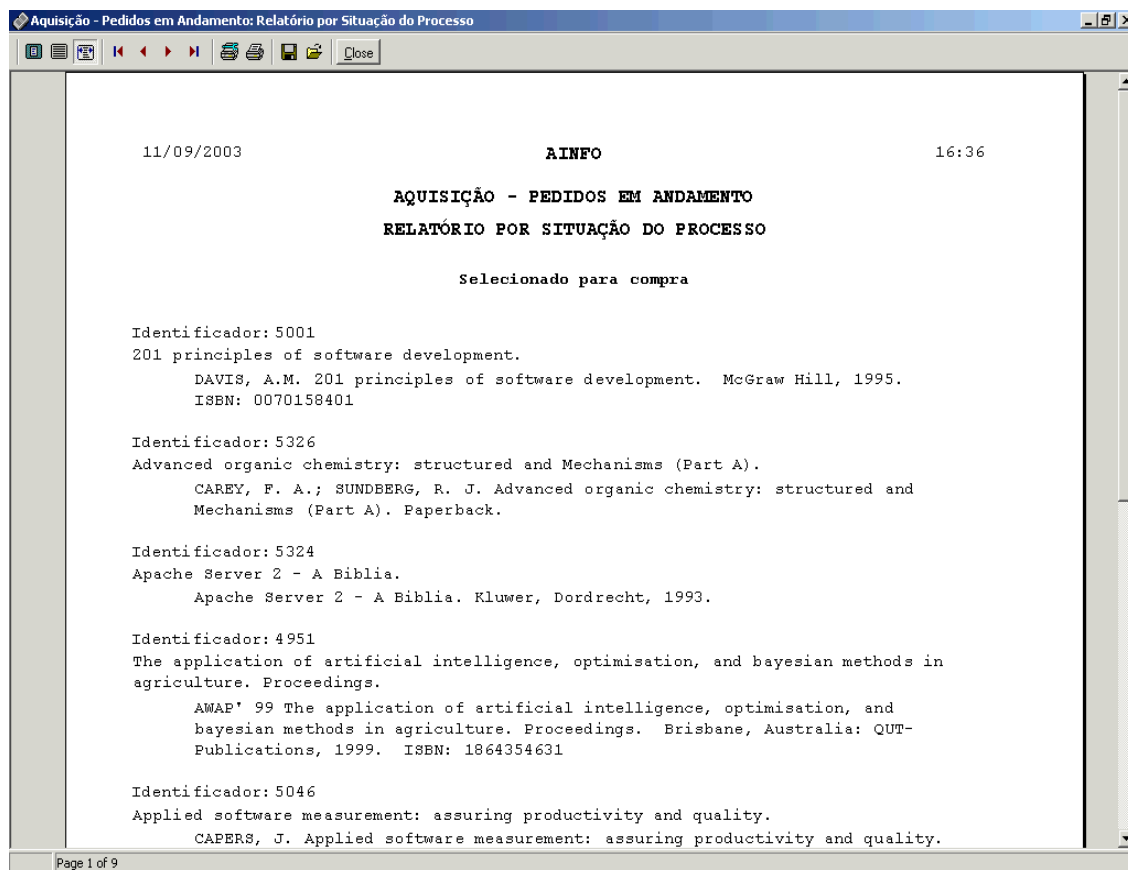 Aquisição - Pedidos em Andamento: Relatório por Situação do Processo
Close
11/09/2003 AINFO 16:36
AQUISIÇÃO - PEDIDOS EM ANDAMENTO
RELATÓRIO POR SITUAÇÃO DO PROCESSO
Selecionado para compra
Identificador: 5001
201 principles of software development.
DAVIS, A.M. 201 principles of software development. McGraw Hill, 1995.
ISBN: 0070158401
Identificador: 5326
Advanced organic chemistry: structured and Mechanisms (Part A).
CAREY, F. A.; SUNDBERG, R. J. Advanced organic chemistry: structured and
Mechanisms (Part A). Paperback.
Identificador: 5324
Apache Server 2 - A Biblia.
Apache Server 2 - A Biblia. Kluwer, Dordrecht, 1993.
Identificador: 4951
The application of artificial intelligence, optimisation, and bayesian methods in
agriculture. Proceedings.
AWAP' 99 The application of artificial intelligence, optimisation, and
bayesian methods in agriculture. Proceedings. Brisbane, Australia: QUT-
Publications, 1999. ISBN: 1864354631
Identificador: 5046
Applied software measurement: assuring productivity and quality.
CAPERS, J. Applied software measurement: assuring productivity and quality.
Page 1 of 9